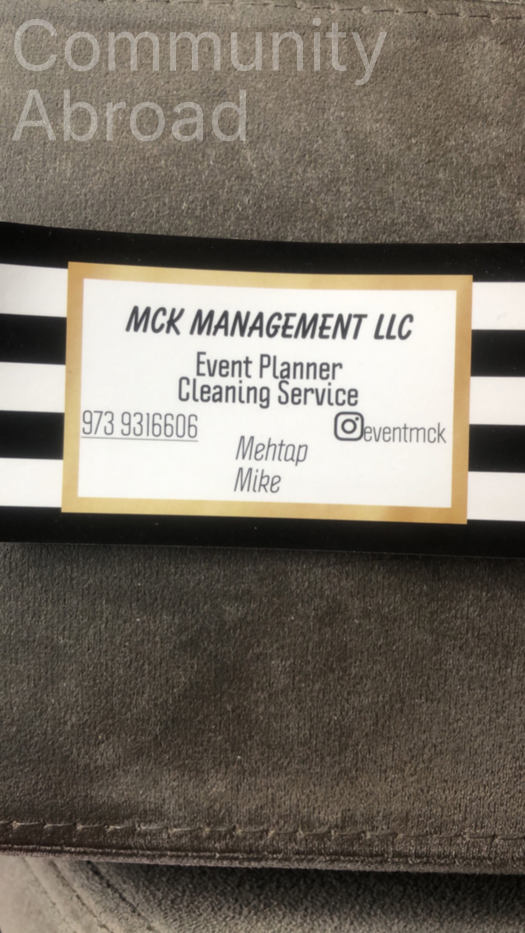 Community
Abroad
MCK MANAGEMENT LLC
Event Planner
Cleaning Service
973 9316606
eventmck
Mehtap
Mike